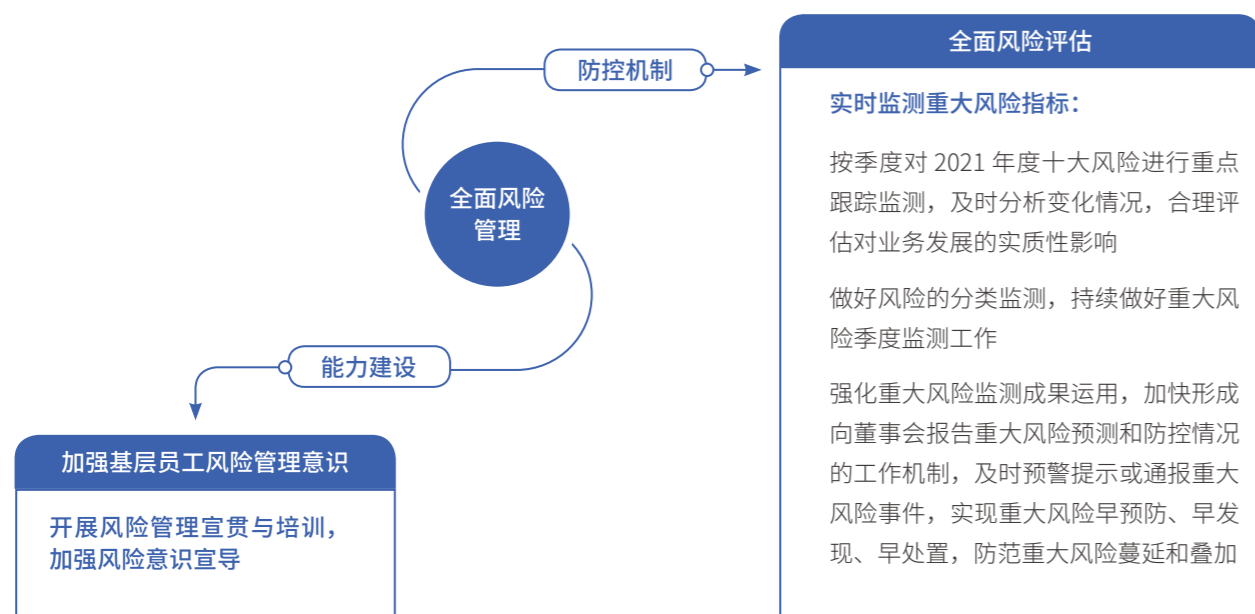 防控机制
全面风险
管理
能力建设
加强基层员工风险管理意识
开展风险管理宣贯与培训，
加强风险意识宣导
全面风险评估
实时监测重大风险指标：
按季度对 2021 年度十大风险进行重点
跟踪监测，及时分析变化情况，合理评
估对业务发展的实质性影响
做好风险的分类监测，持续做好重大风
险季度监测工作
强化重大风险监测成果运用，加快形成
向董事会报告重大风险预测和防控情况
的工作机制，及时预警提示或通报重大
风险事件，实现重大风险早预防、早发
现、早处置，防范重大风险蔓延和叠加